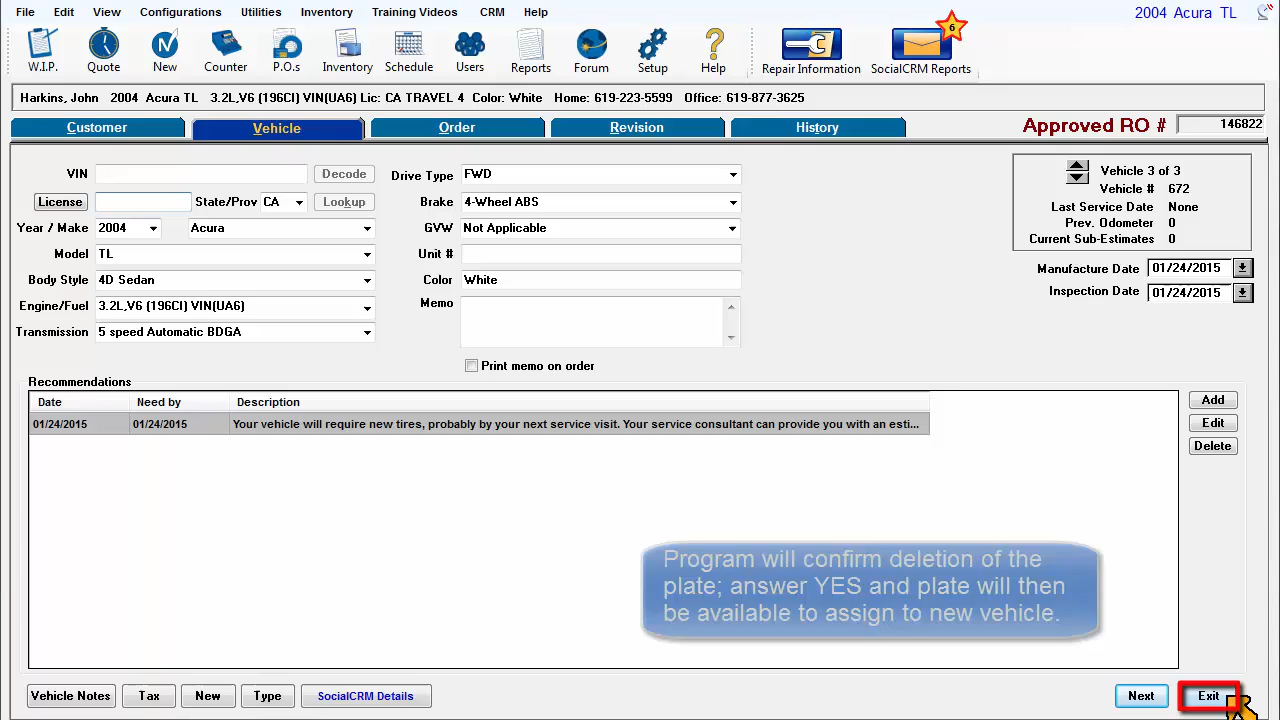 File Edit View Configurations Utilities Inventory Training Videos CRM Help 2004 Acura TL
6
W.I.P. Quote New Counter P.O.s Inventory Schedule Users Reports Forum Setup Help Repair Information SocialCRM Reports
Harkins, John 2004 Acura TL 3.2L,V6 (196CI) VIN(UA6) Lic: CA TRAVEL 4 Color: White Home: 619-223-5599 Office: 619-877-3625
Customer Vehicle Order Revision History Approved RO # 146822
VIN Decode Drive Type FWD Vehicle 3 of 3
Vehicle # 672
License State/Prov CA Lookup Brake 4-Wheel ABS Last Service Date None
Prev. Odometer 0
Year / Make 2004 Acura GVW Not Applicable Current Sub-Estimates 0
Model TL Unit #
Manufacture Date 01/24/2015
Body Style 4D Sedan Color White
Inspection Date 01/24/2015
Engine/Fuel 3.2L,V6 (196CI) VIN(UA6) Memo
Transmission 5 speed Automatic BDGA
Print memo on order
Recommendations
Date Need by Description Add
01/24/2015 01/24/2015 Your vehicle will require new tires, probably by your next service visit. Your service consultant can provide you with an esti... Edit
Delete
Program will confirm deletion of the
plate; answer YES and plate will then
be available to assign to new vehicle.
Vehicle Notes Tax New Type SocialCRM Details Next Exit